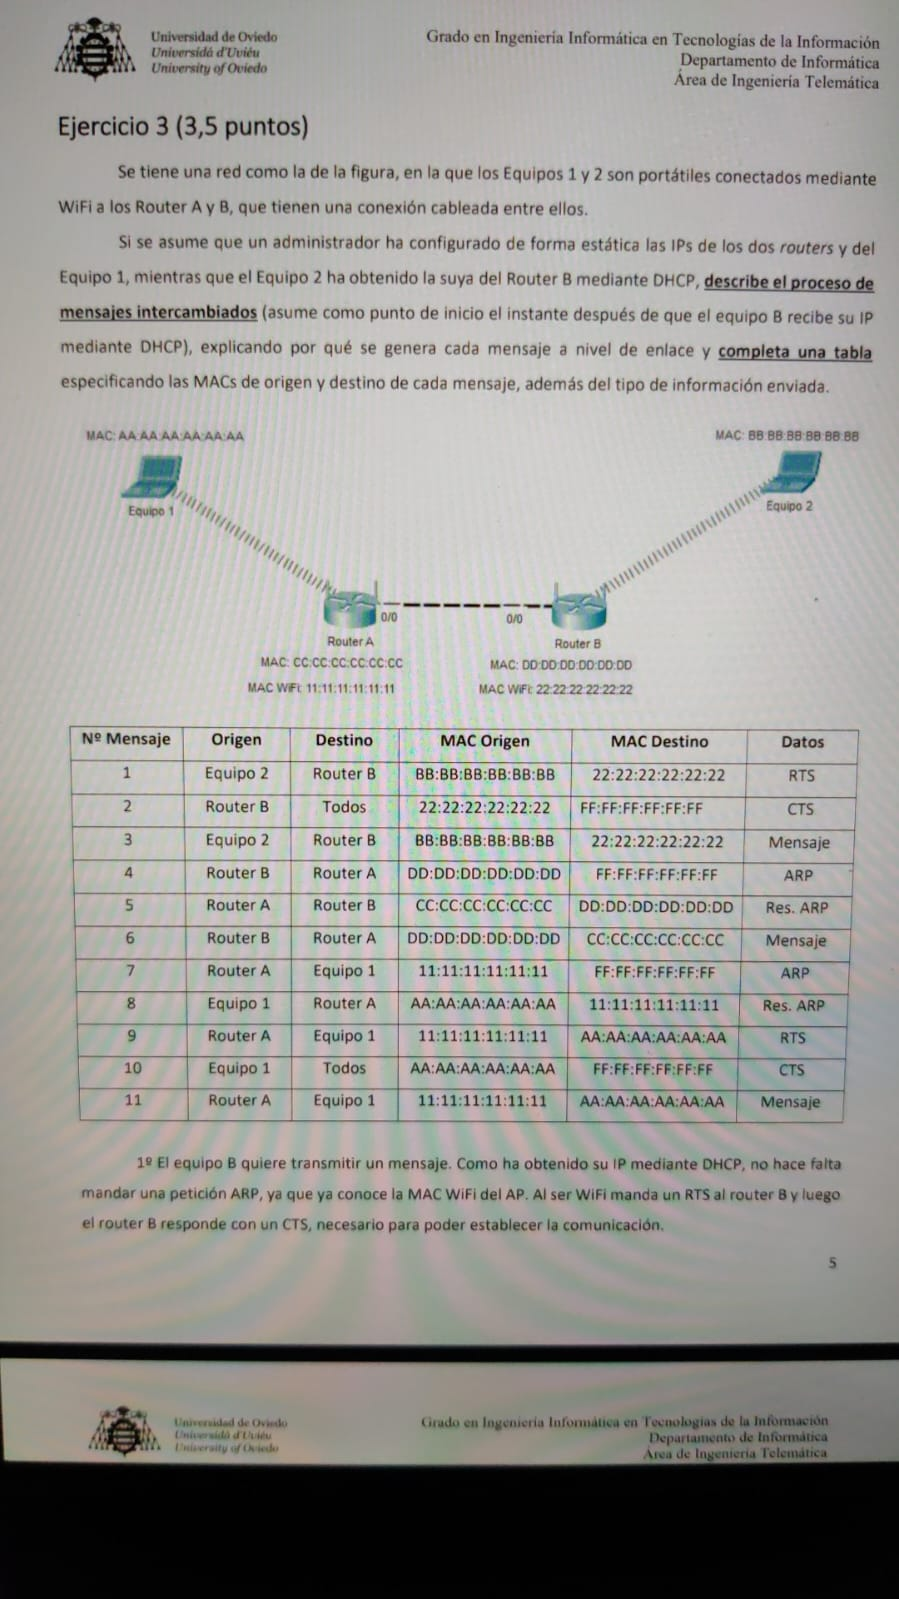 Universidad de Oviedo
Universidá d'Uviéu
University of Oviedo
Grado en Ingeniería Informática en Tecnologías de la Información
Departamento de Informática
Área de Ingeniería Telemática
Ejercicio 3 (3,5 puntos)
Se tiene una red como la de la figura, en la que los Equipos 1 y 2 son portátiles conectados mediante
WiFi a los Router A y B, que tienen una conexión cableada entre ellos.
Si se asume que un administrador ha configurado de forma estática las IPs de los dos routers y del
Equipo 1, mientras que el Equipo 2 ha obtenido la suya del Router B mediante DHCP, describe el proceso de
mensajes intercambiados (asume como punto de inicio el instante después de que el equipo B recibe su IP
mediante DHCP), explicando por qué se genera cada mensaje a nivel de enlace y completa una tabla
especificando las MACs de origen y destino de cada mensaje, además del tipo de información enviada.
MAC: AA:AA:AA:AA:AA:AA
MAC: BB:BB:BB:BB:BB:BB
Equipo 1
Equipo 2
0/0
0/0
Router A
Router B
MAC: CC:CC:CC:CC:CC:CC
MAC: DD:DD:DD:DD:DD:DD
MAC WiFi: 11:11:11:11:11:11
MAC WiFi: 22:22:22:22:22:22
Nº Mensaje Origen Destino MAC Origen MAC Destino Datos
1 Equipo 2 Router B BB:BB:BB:BB:BB:BB 22:22:22:22:22:22 RTS
2 Router B Todos 22:22:22:22:22:22 FF:FF:FF:FF:FF:FF CTS
3 Equipo 2 Router B BB:BB:BB:BB:BB:BB 22:22:22:22:22:22 Mensaje
4 Router B Router A DD:DD:DD:DD:DD:DD FF:FF:FF:FF:FF:FF ARP
5 Router A Router B CC:CC:CC:CC:CC:CC DD:DD:DD:DD:DD:DD Res. ARP
6 Router B Router A DD:DD:DD:DD:DD:DD CC:CC:CC:CC:CC:CC Mensaje
7 Router A Equipo 1 11:11:11:11:11:11 FF:FF:FF:FF:FF:FF ARP
8 Equipo 1 Router A AA:AA:AA:AA:AA:AA 11:11:11:11:11:11 Res. ARP
9 Router A Equipo 1 11:11:11:11:11:11 AA:AA:AA:AA:AA:AA RTS
10 Equipo 1 Todos AA:AA:AA:AA:AA:AA FF:FF:FF:FF:FF:FF CTS
11 Router A Equipo 1 11:11:11:11:11:11 AA:AA:AA:AA:AA:AA Mensaje
1º El equipo B quiere transmitir un mensaje. Como ha obtenido su IP mediante DHCP, no hace falta
mandar una petición ARP, ya que ya conoce la MAC WiFi del AP. Al ser WiFi manda un RTS al router B y luego
el router B responde con un CTS, necesario para poder establecer la comunicación.
5
Universidad de Oviedo
Universidá d'Uviéu
University of Oviedo
Grado en Ingeniería Informática en Tecnologías de la Información
Departamento de Informática
Área de Ingeniería Telemática